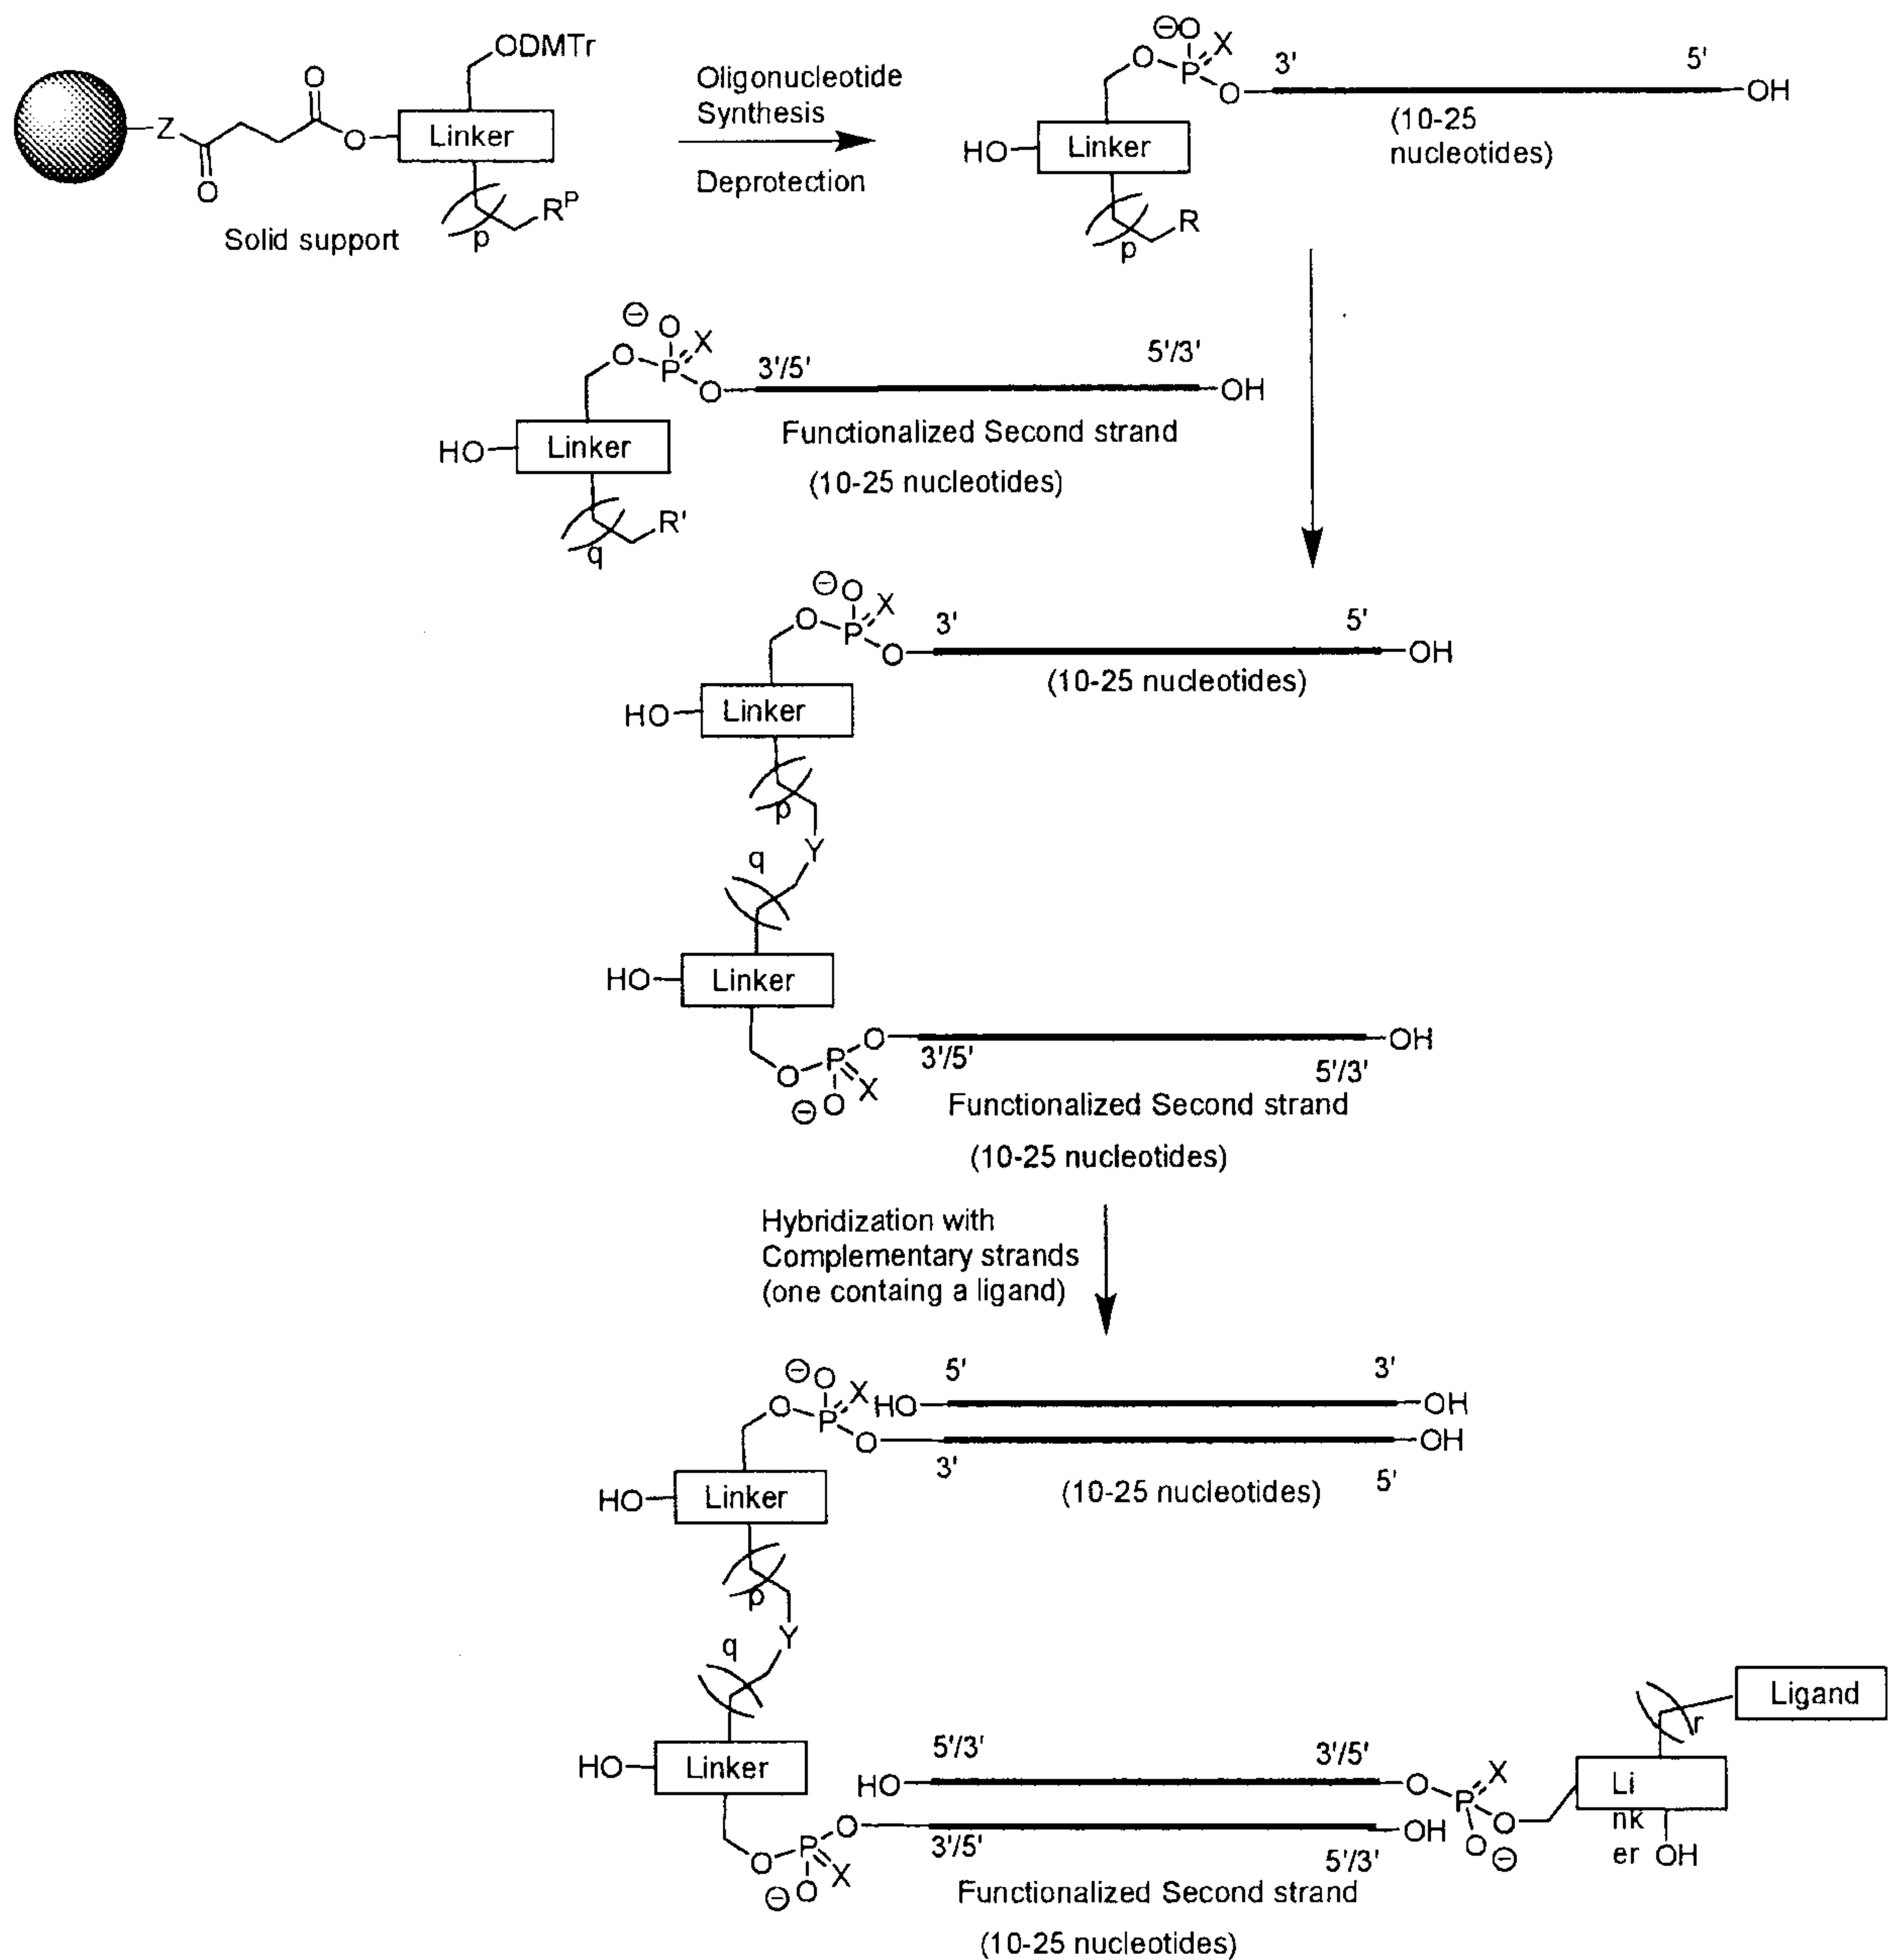 ODMTr
Z
O
O
O
Linker
R^P
p
Solid support
Oligonucleotide
Synthesis
Deprotection
⊖O
X
O
P
O
3'
5'
OH
(10-25
nucleotides)
HO
Linker
R
p
⊖
O
X
O
P
O
3'/5'
5'/3'
OH
Functionalized Second strand
(10-25 nucleotides)
HO
Linker
R'
q
⊖O
X
O
P
O
3'
5'
OH
(10-25 nucleotides)
HO
Linker
p
Y
q
HO
Linker
O
P
O
X
⊖O
3'/5'
5'/3'
OH
Functionalized Second strand
(10-25 nucleotides)
Hybridization with
Complementary strands
(one containg a ligand)
⊖O
X
O
P
O
5'
3'
HO
OH
OH
3'
5'
(10-25 nucleotides)
HO
Linker
p
Y
q
HO
Linker
5'/3'
3'/5'
HO
O
P
X
O
O
⊖
Ligand
r
Li
nk
er
OH
O
P
O
X
⊖O
3'/5'
OH
5'/3'
Functionalized Second strand
(10-25 nucleotides)